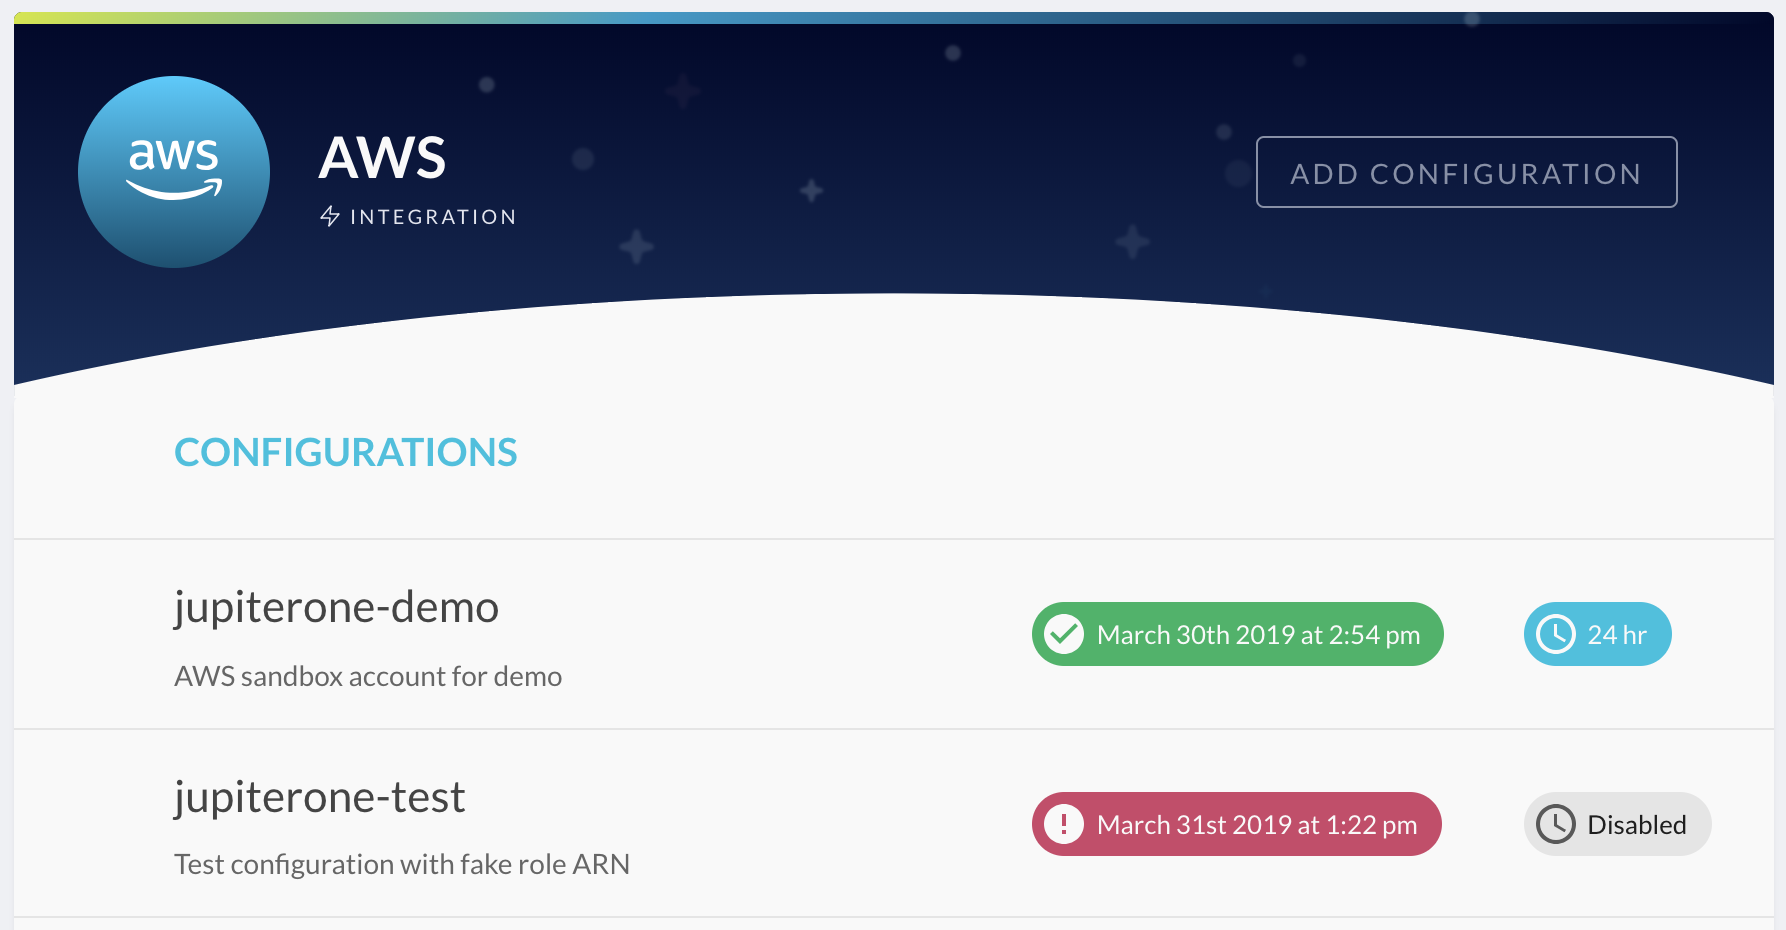 aws
AWS
INTEGRATION
ADD CONFIGURATION
CONFIGURATIONS
jupiterone-demo
AWS sandbox account for demo
March 30th 2019 at 2:54 pm
24 hr
jupiterone-test
Test configuration with fake role ARN
March 31st 2019 at 1:22 pm
Disabled